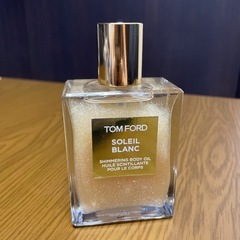 TOM FORD
SOLEIL
BLANC
SHIMMERING BODY OIL
HUILE SCINTILLANTE
POUR LE CORPS